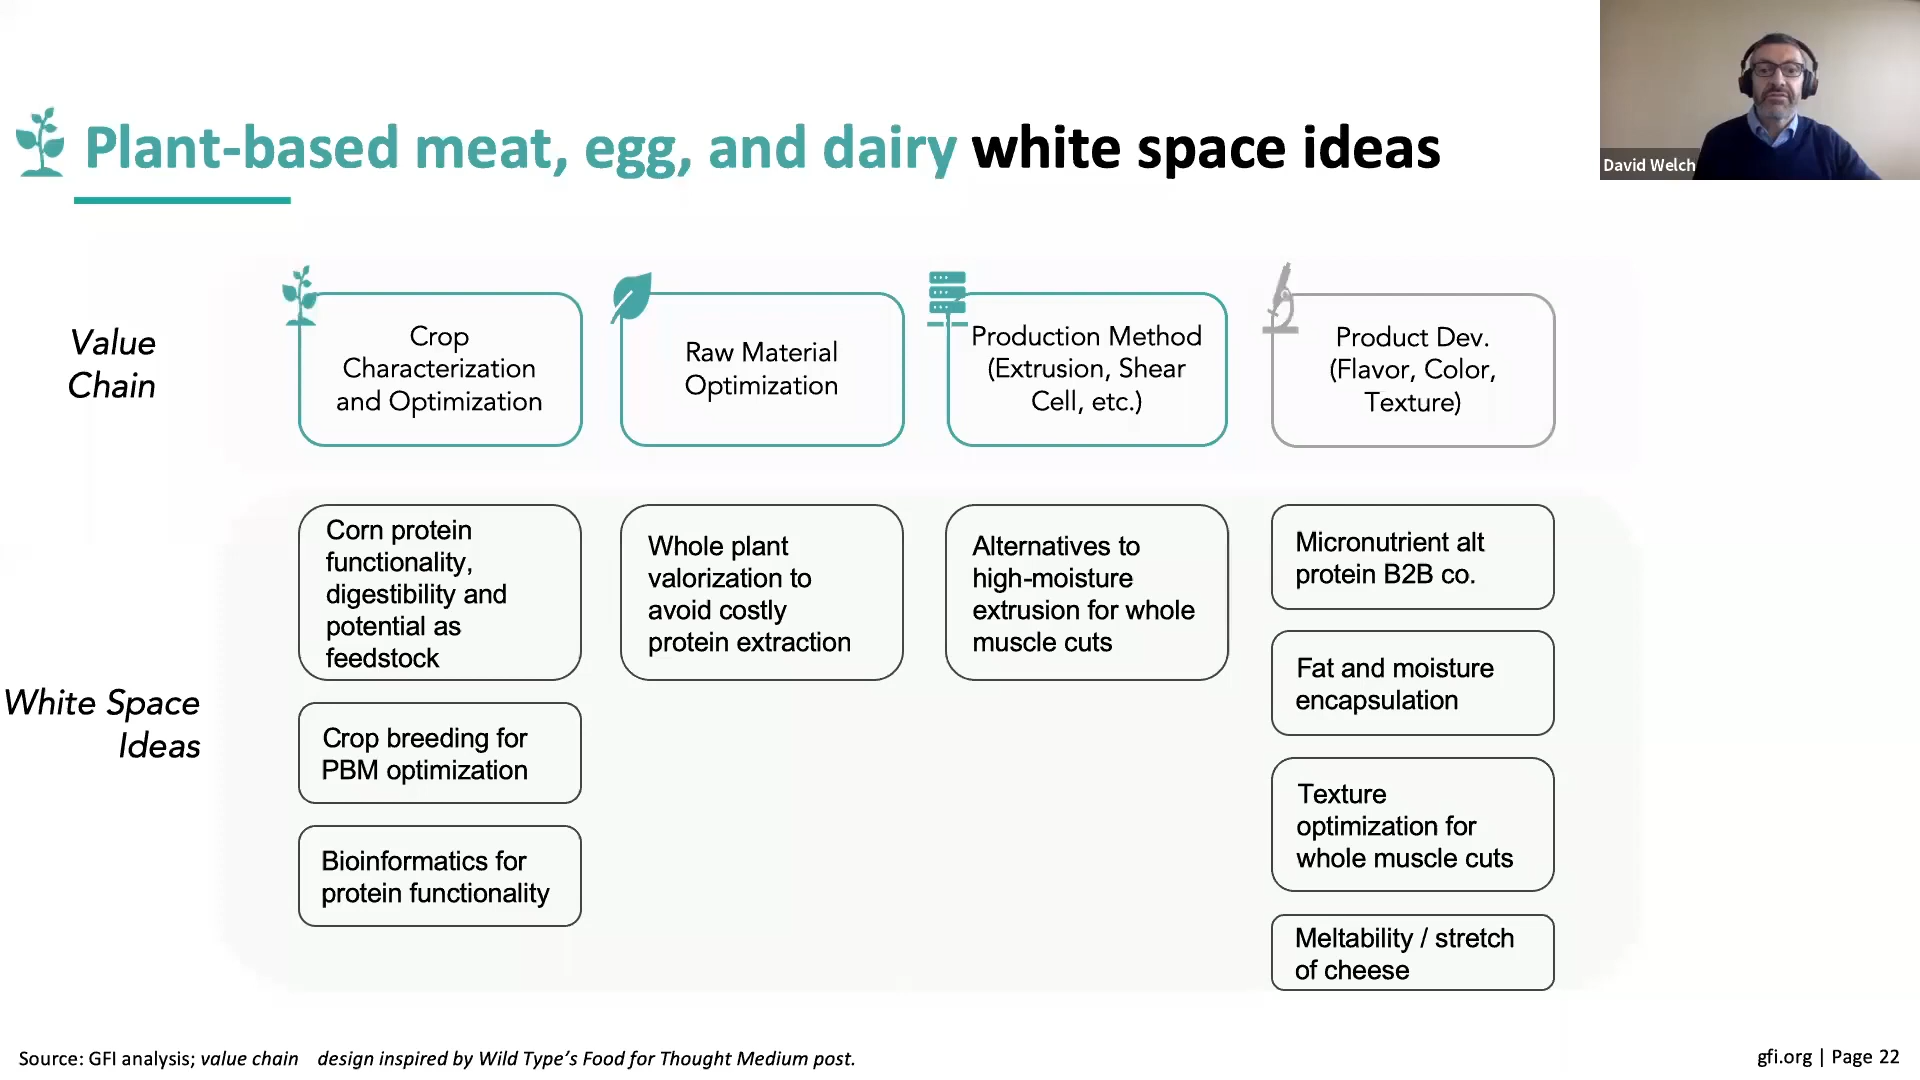 Plant-based meat, egg, and dairy white space ideas
David Welch
Value
Chain
Crop
Characterization
and Optimization
Raw Material
Optimization
Production Method
(Extrusion, Shear
Cell, etc.)
Product Dev.
(Flavor, Color,
Texture)
White Space
Ideas
Corn protein
functionality,
digestibility and
potential as
feedstock
Crop breeding for
PBM optimization
Bioinformatics for
protein functionality
Whole plant
valorization to
avoid costly
protein extraction
Alternatives to
high-moisture
extrusion for whole
muscle cuts
Micronutrient alt
protein B2B co.
Fat and moisture
encapsulation
Texture
optimization for
whole muscle cuts
Meltability / stretch
of cheese
Source: GFI analysis; value chain design inspired by Wild Type's Food for Thought Medium post.
gfi.org | Page 22